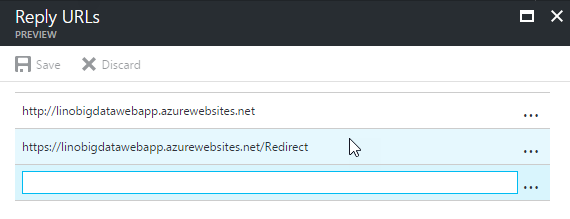 Reply URLs
PREVIEW
Save Discard
http://linobigdatawebapp.azurewebsites.net ...
https://linobigdatawebapp.azurewebsites.net/Redirect ...
...